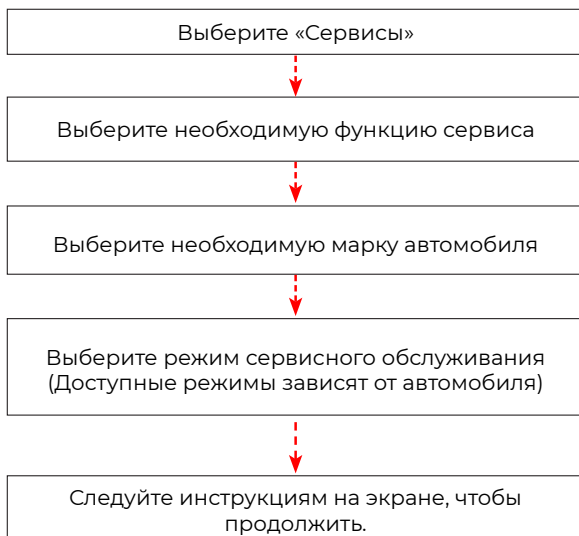 Выберите «Сервисы»
Выберите необходимую функцию сервиса
Выберите необходимую марку автомобиля
Выберите режим сервисного обслуживания
(Доступные режимы зависят от автомобиля)
Следуйте инструкциям на экране, чтобы
продолжить.